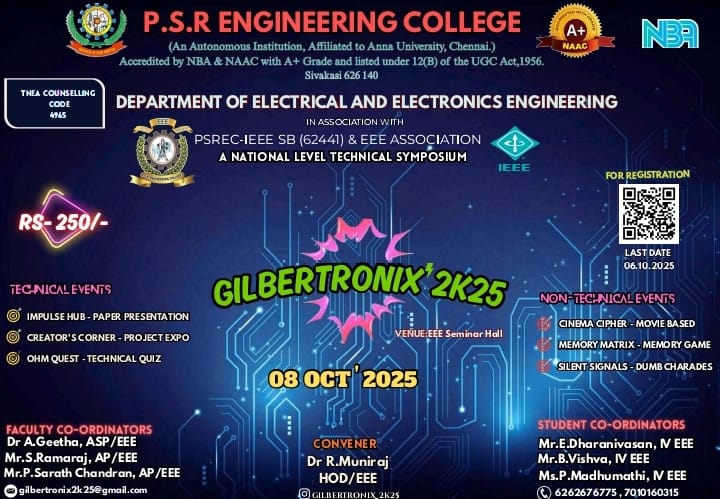 P.S.R ENGINEERING COLLEGE
(An Autonomous Institution, Affiliated to Anna University, Chennai.)
Accredited by NBA & NAAC with A+ Grade and listed under 12(B) of the UGC Act,1956.
Sivakasi 626 140
A+
NAAC
NBA
TNEA COUNSELLING
CODE
4965
DEPARTMENT OF ELECTRICAL AND ELECTRONICS ENGINEERING
IN ASSOCIATION WITH
PSREC-IEEE SB (62441) & EEE ASSOCIATION
A NATIONAL LEVEL TECHNICAL SYMPOSIUM
EEE
IEEE
FOR REGISTRATION
LAST DATE
06.10.2025
RS- 250/-
GILBERTRONIX'2K25
VENUE:EEE Seminar Hall
08 OCT ' 2025
TECHNICAL EVENTS
IMPULSE HUB - PAPER PRESENTATION
CREATOR'S CORNER - PROJECT EXPO
OHM QUEST - TECHNICAL QUIZ
NON-TECHNICAL EVENTS
CINEMA CIPHER - MOVIE BASED
MEMORY MATRIX - MEMORY GAME
SILENT SIGNALS - DUMB CHARADES
FACULTY CO-ORDINATORS
Dr A.Geetha, ASP/EEE
Mr.S.Ramaraj, AP/EEE
Mr.P.Sarath Chandran, AP/EEE
gilbertronix2k25@gmail.com
CONVENER
Dr R.Muniraj
HOD/EEE
GILBERTRONIX_2K25
STUDENT CO-ORDINATORS
Mr.E.Dharanivasan, IV EEE
Mr.B.Vishva, IV EEE
Ms.P.Madhumathi, IV EEE
6262676775 , 7010160315